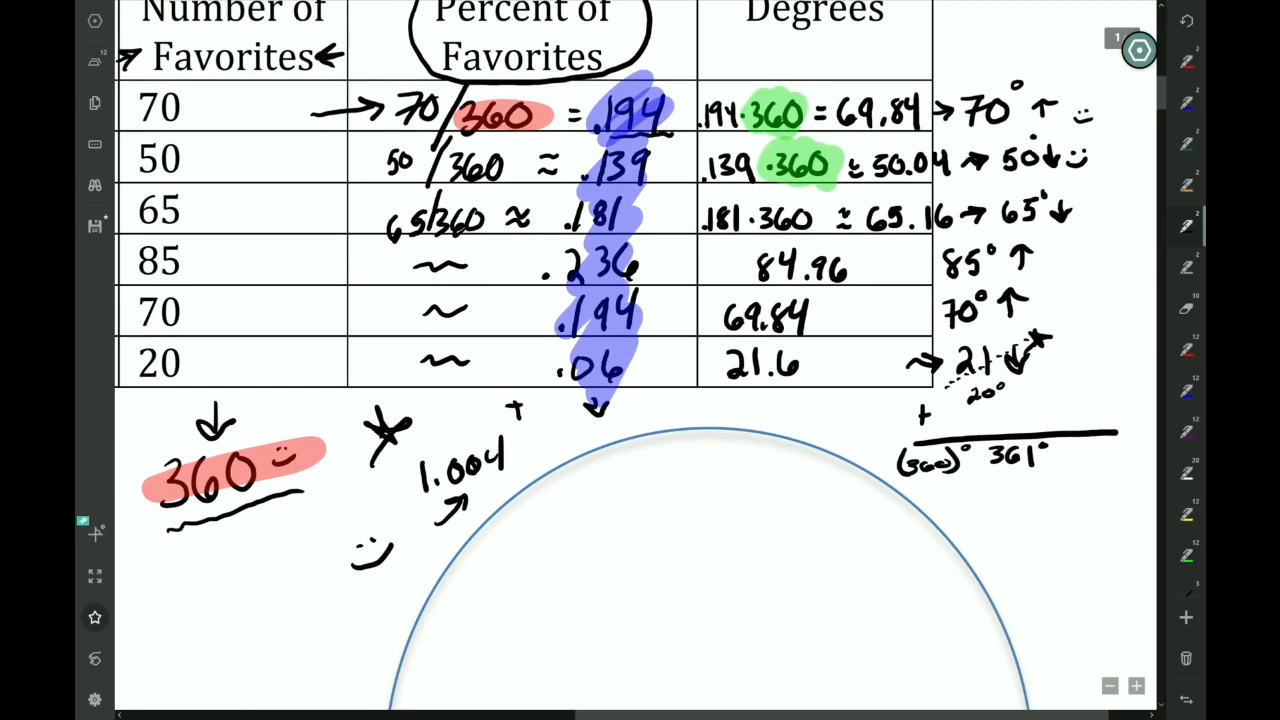 Number of Percent of Degrees
Favorites Favorites
70 70/360 = .194 .194·360 = 69.84 → 70° ↑
50 50/360 ≈ .139 .139·360 ≈ 50.04 → 50° ↓
65 65/360 ≈ .181 .181·360 ≈ 65.16 → 65° ↓
85 ~ .236 84.96 85° ↑
70 ~ .194 69.84 70° ↑
20 ~ .06 21.6 → 21 ↓
20°
+ +
360 1.004 (360)° 361°
1